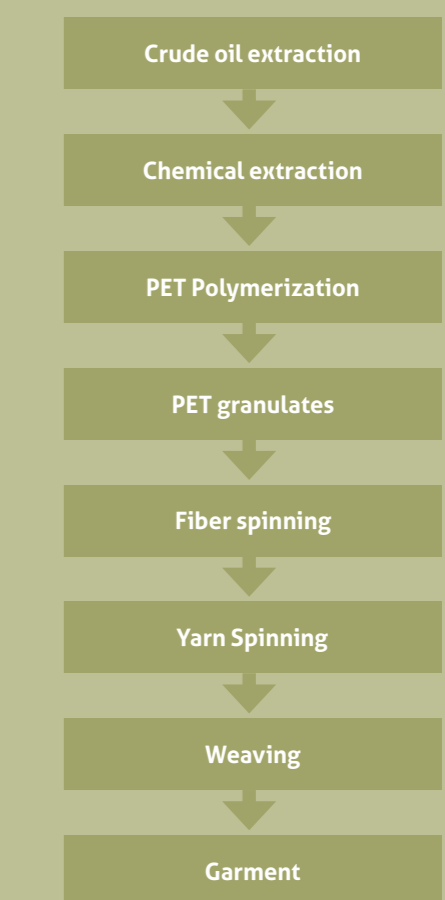 Crude oil extraction
Chemical extraction
PET Polymerization
PET granulates
Fiber spinning
Yarn Spinning
Weaving
Garment